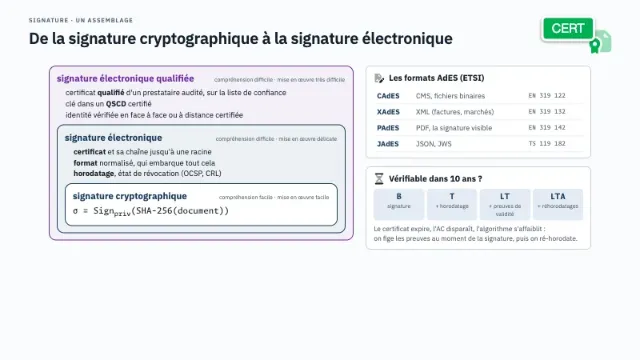 SIGNATURE · UN ASSEMBLAGE
De la signature cryptographique à la signature électronique
CERT
signature électronique qualifiée
compréhension difficile · mise en œuvre très difficile
certificat qualifié d'un prestataire audité, sur la liste de confiance
clé dans un QSCD certifié
identité vérifiée en face à face ou à distance certifiée
signature électronique
compréhension difficile · mise en œuvre délicate
certificat et sa chaîne jusqu'à une racine
format normalisé, qui embarque tout cela
horodatage, état de révocation (OCSP, CRL)
signature cryptographique
compréhension facile · mise en œuvre facile
σ = Signpriv(SHA-256(document))
Les formats AdES (ETSI)
CAdES CMS, fichiers binaires EN 319 122
XAdES XML (factures, marchés) EN 319 132
PAdES PDF, la signature visible EN 319 142
JAdES JSON, JWS TS 119 182
Vérifiable dans 10 ans ?
B
signature
T
+ horodatage
LT
+ preuves de validité
LTA
+ réhorodatages
Le certificat expire, l'AC disparaît, l'algorithme s'affaiblit :
on fige les preuves au moment de la signature, puis on ré-horodate.